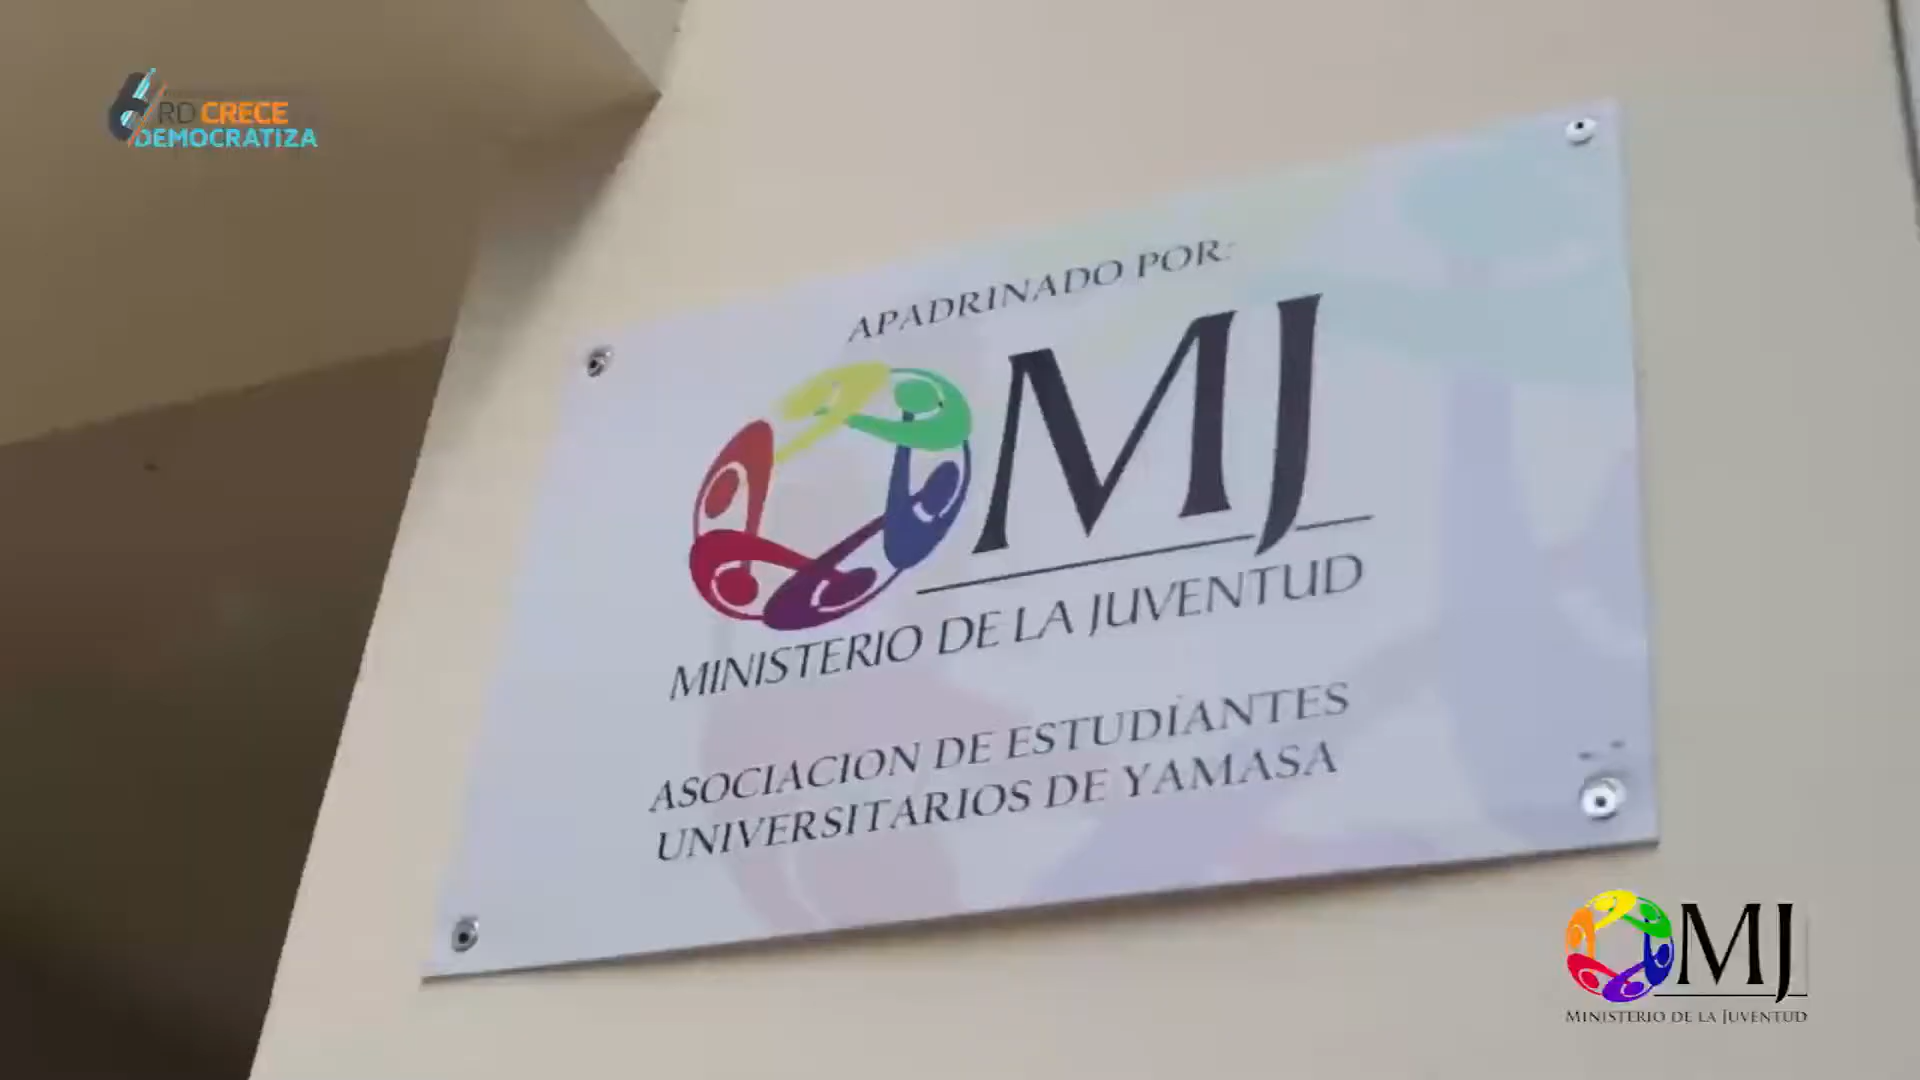 RD CRECE
DEMOCRATIZA
APADRINADO POR:
MJ
MINISTERIO DE LA JUVENTUD
ASOCIACION DE ESTUDIANTES
UNIVERSITARIOS DE YAMASA
MJ
MINISTERIO DE LA JUVENTUD